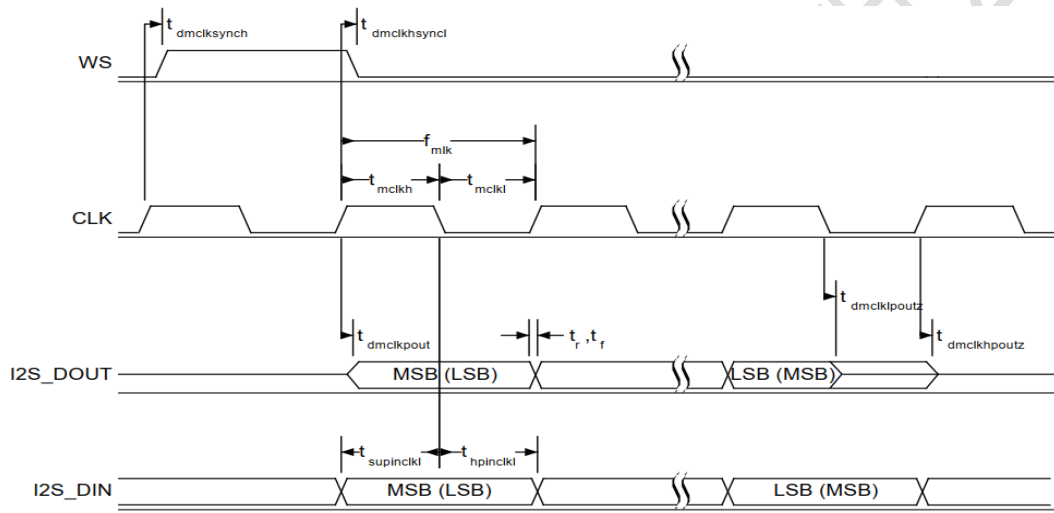 t dmclksynch
t dmclkhsyncl
WS
f mlk
t mclkh
t mclkl
CLK
t dmclklpoutz
t dmclkpout
t r ,t f
t dmclkhpoutz
I2S_DOUT
MSB (LSB)
LSB (MSB)
t supinclkl
t hpinclkl
I2S_DIN
MSB (LSB)
LSB (MSB)